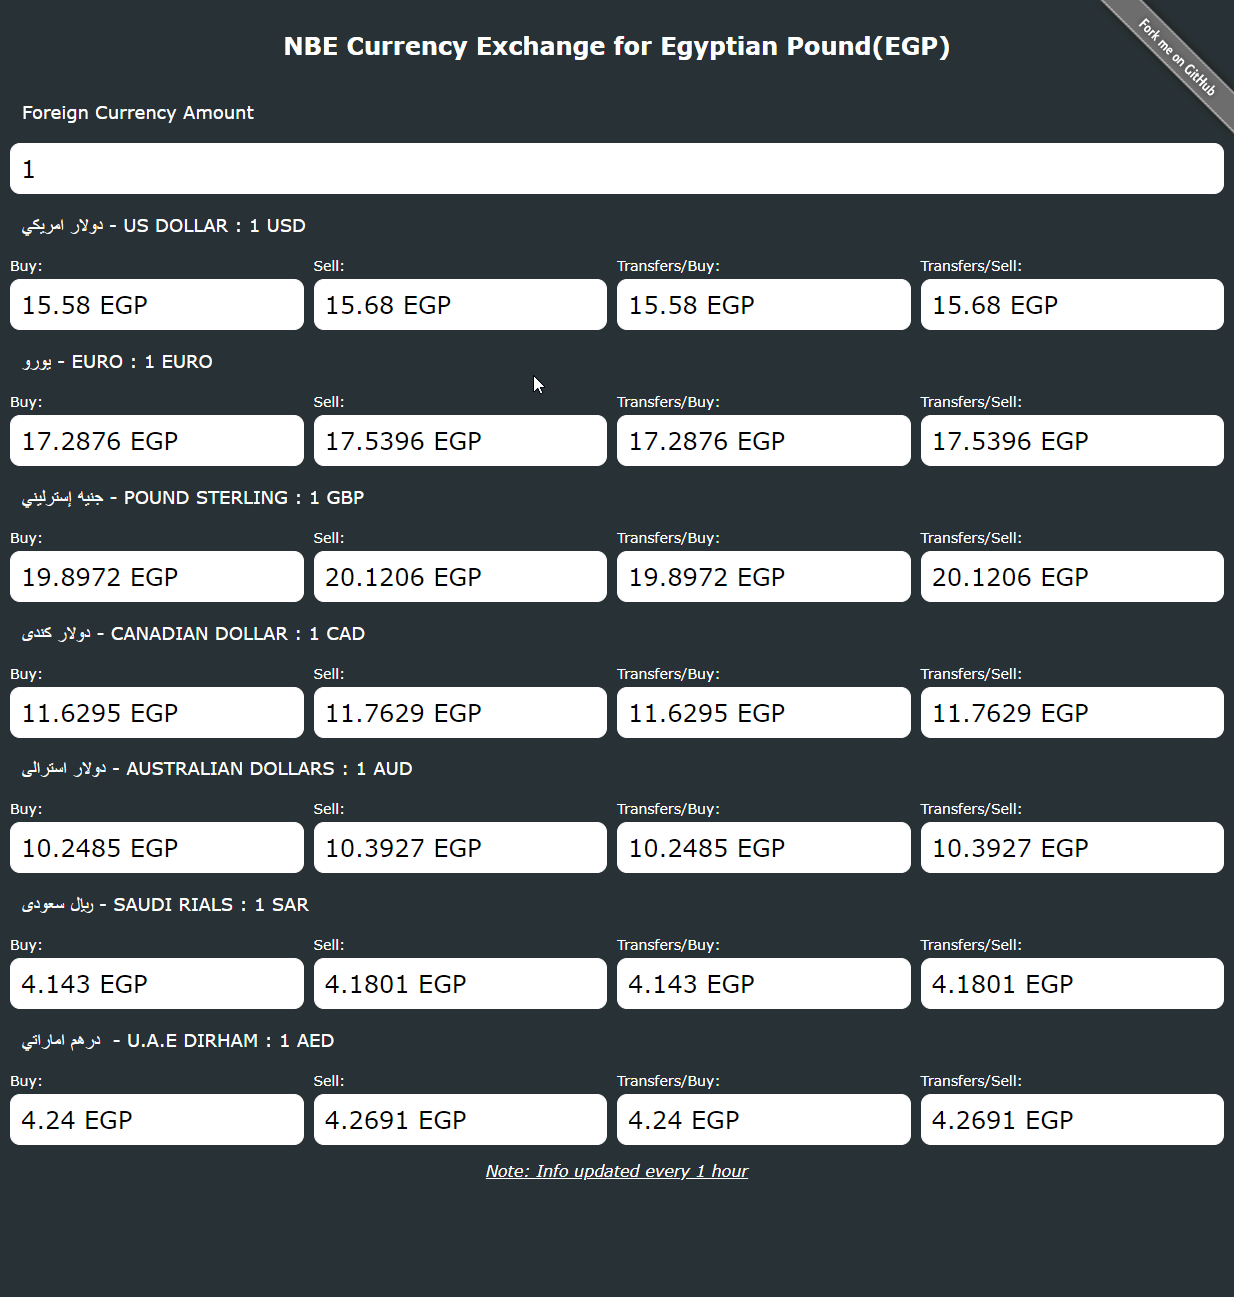 NBE Currency Exchange for Egyptian Pound(EGP)
Fork me on GitHub
Foreign Currency Amount
1
دولار امريكي - US DOLLAR : 1 USD
Buy: Sell: Transfers/Buy: Transfers/Sell:
15.58 EGP 15.68 EGP 15.58 EGP 15.68 EGP
يورو - EURO : 1 EURO
Buy: Sell: Transfers/Buy: Transfers/Sell:
17.2876 EGP 17.5396 EGP 17.2876 EGP 17.5396 EGP
جنيه إسترليني - POUND STERLING : 1 GBP
Buy: Sell: Transfers/Buy: Transfers/Sell:
19.8972 EGP 20.1206 EGP 19.8972 EGP 20.1206 EGP
دولار كندى - CANADIAN DOLLAR : 1 CAD
Buy: Sell: Transfers/Buy: Transfers/Sell:
11.6295 EGP 11.7629 EGP 11.6295 EGP 11.7629 EGP
دولار استرالى - AUSTRALIAN DOLLARS : 1 AUD
Buy: Sell: Transfers/Buy: Transfers/Sell:
10.2485 EGP 10.3927 EGP 10.2485 EGP 10.3927 EGP
ريال سعودى - SAUDI RIALS : 1 SAR
Buy: Sell: Transfers/Buy: Transfers/Sell:
4.143 EGP 4.1801 EGP 4.143 EGP 4.1801 EGP
درهم اماراتي - U.A.E DIRHAM : 1 AED
Buy: Sell: Transfers/Buy: Transfers/Sell:
4.24 EGP 4.2691 EGP 4.24 EGP 4.2691 EGP
Note: Info updated every 1 hour